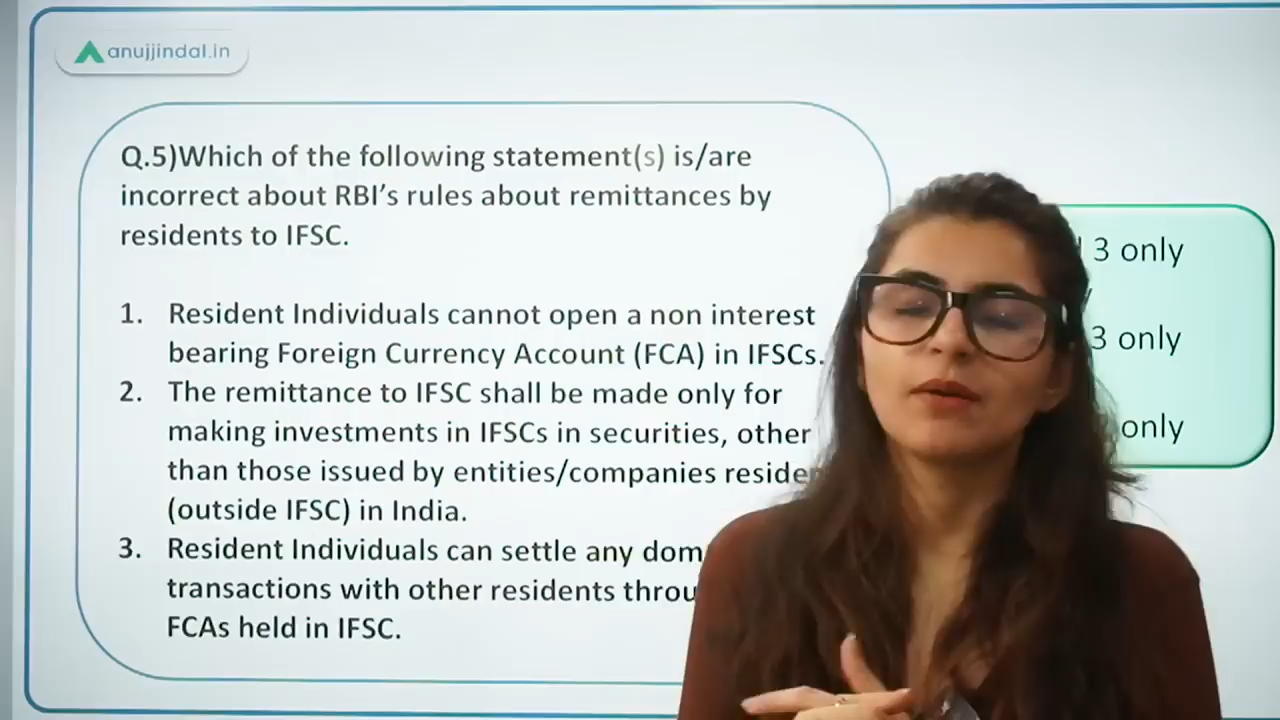 anujjindal.in
Q.5)Which of the following statement(s) is/are
incorrect about RBI's rules about remittances by
residents to IFSC.
1. Resident Individuals cannot open a non interest
bearing Foreign Currency Account (FCA) in IFSCs.
2. The remittance to IFSC shall be made only for
making investments in IFSCs in securities, other
than those issued by entities/companies
(outside IFSC) in India.
3. Resident Individuals can settle any
transactions with other residents
FCAs held in IFSC.
3 only
3 only
only